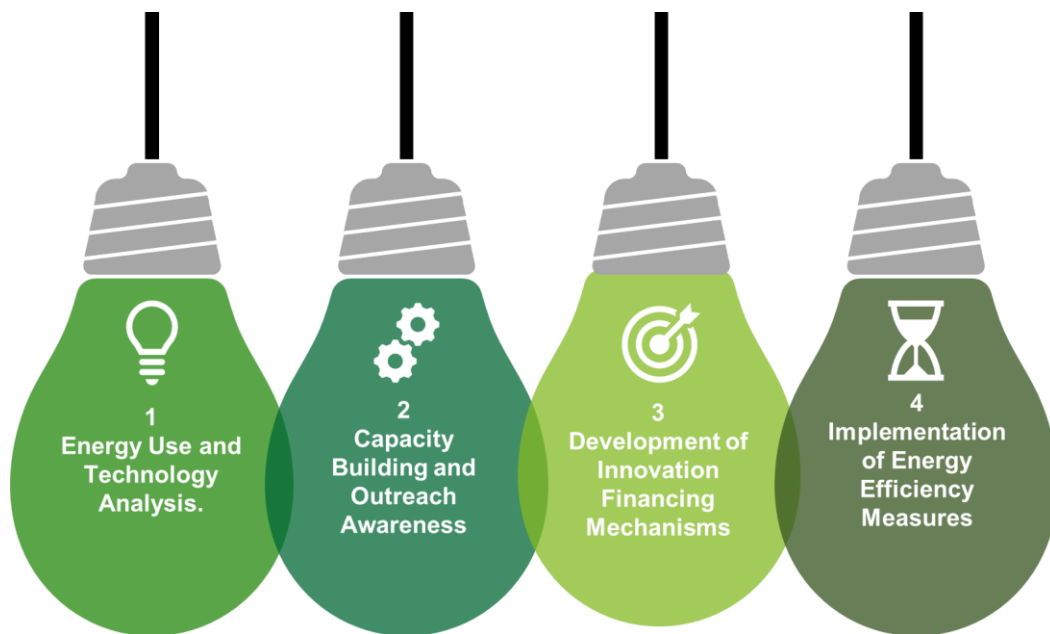 1
Energy Use and
Technology
Analysis.
2
Capacity
Building and
Outreach
Awareness
3
Development of
Innovation
Financing
Mechanisms
4
Implementation
of Energy
Efficiency
Measures